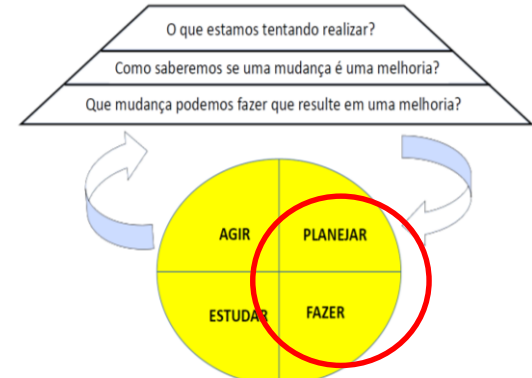 O que estamos tentando realizar?
Como saberemos se uma mudança é uma melhoria?
Que mudança podemos fazer que resulte em uma melhoria?
AGIR
PLANEJAR
ESTUDAR
FAZER